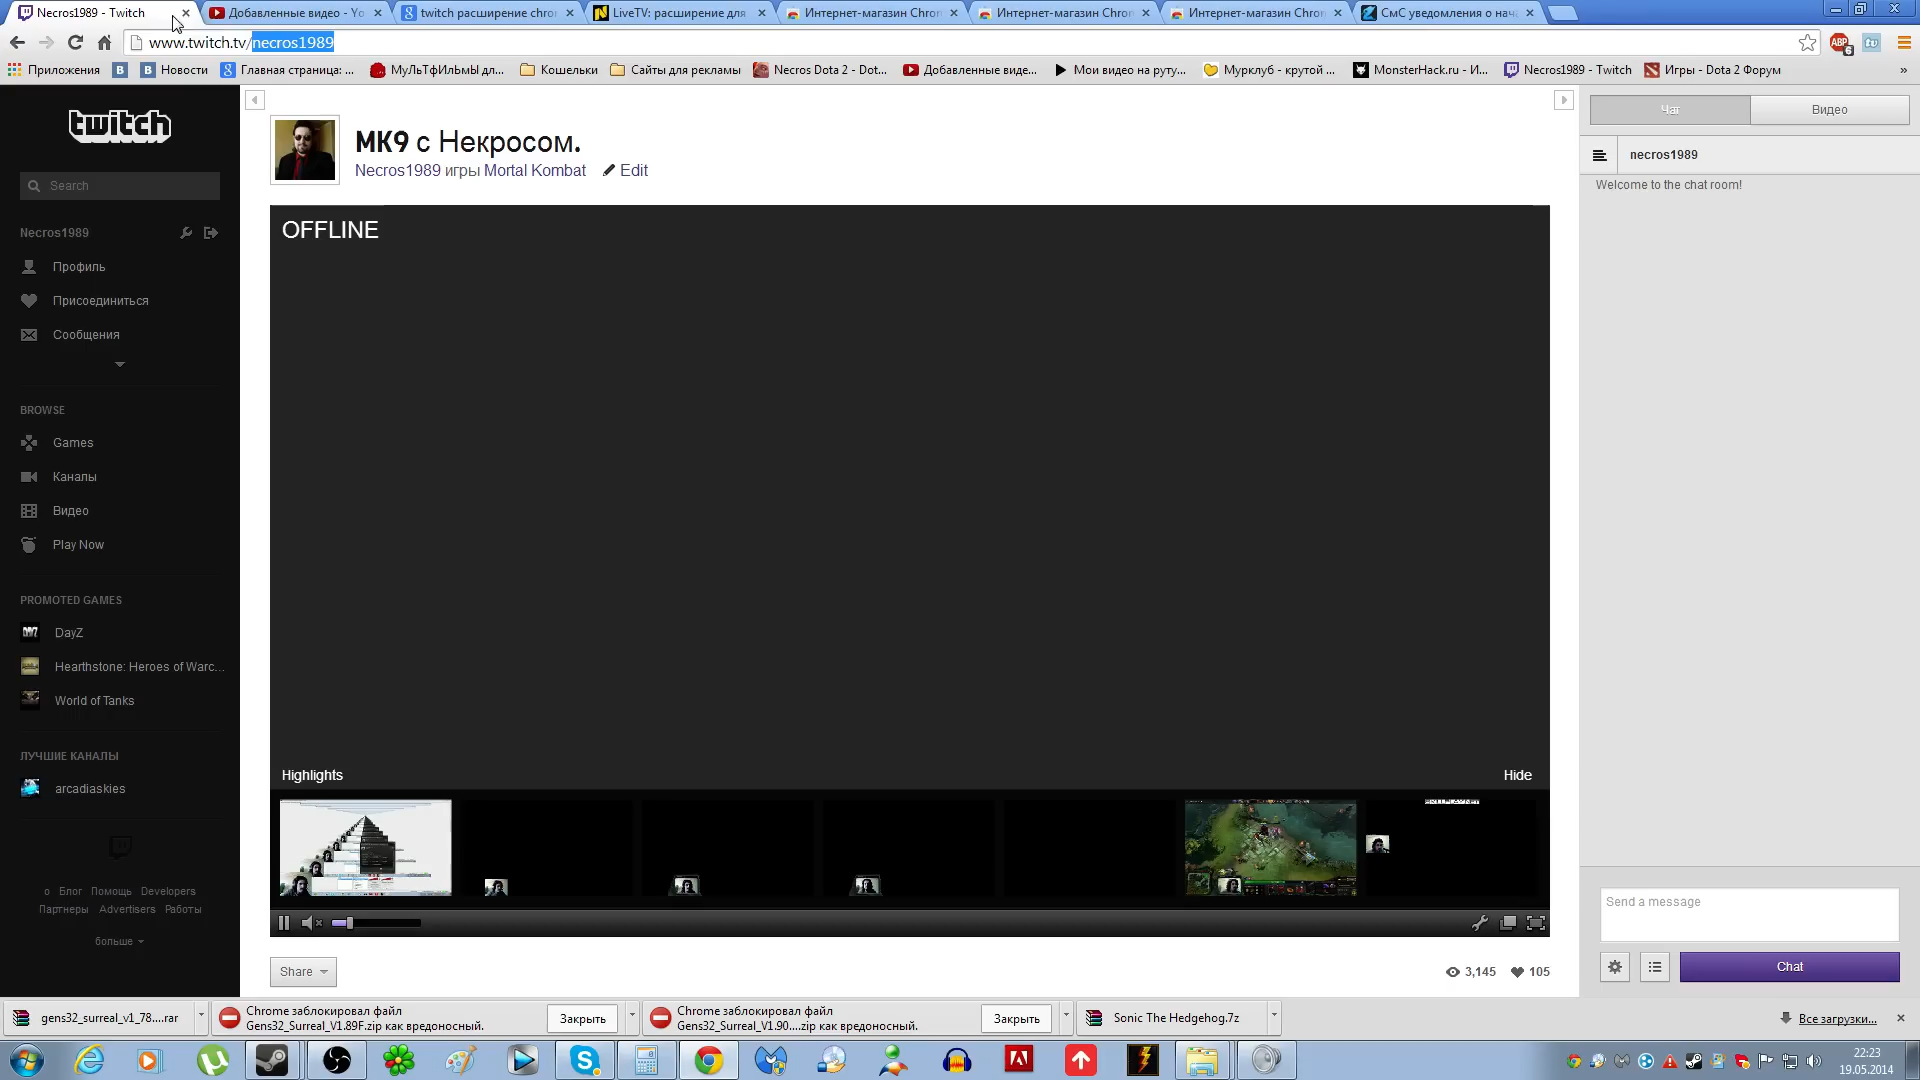 Necros1989 - Twitch
Добавленные видео - Yo
twitch расширение chro
LiveTV: расширение для
Интернет-магазин Chron
Интернет-магазин Chron
Интернет-магазин Chron
СмС уведомления о нача
www.twitch.tv/necros1989
ABP
6
Приложения
Новости
Главная страница: ...
МуЛьТфИлЬмЫ дл...
Кошельки
Сайты для рекламы
Necros Dota 2 - Dot...
Добавленные виде...
Мои видео на руту...
Мурклуб - крутой ...
MonsterHack.ru - И...
Necros1989 - Twitch
Игры - Dota 2 Форум
»
twitch
Search
Necros1989
Профиль
Присоединиться
Сообщения
BROWSE
Games
Каналы
Видео
Play Now
PROMOTED GAMES
DayZ
Hearthstone: Heroes of Warc...
World of Tanks
ЛУЧШИЕ КАНАЛЫ
arcadiaskies
о Блог Помощь Developers
Партнеры Advertisers Работы
больше
МК9 с Некросом.
Necros1989 игры Mortal Kombat
Edit
OFFLINE
Highlights
Hide
Share
3,145
105
Чат
Видео
necros1989
Welcome to the chat room!
Send a message
Chat
gens32_surreal_v1_78....rar
Chrome заблокировал файл
Gens32_Surreal_V1.89F.zip как вредоносный.
Закрыть
Chrome заблокировал файл
Gens32_Surreal_V1.90....zip как вредоносный.
Закрыть
Sonic The Hedgehog.7z
Все загрузки...
22:23
19.05.2014